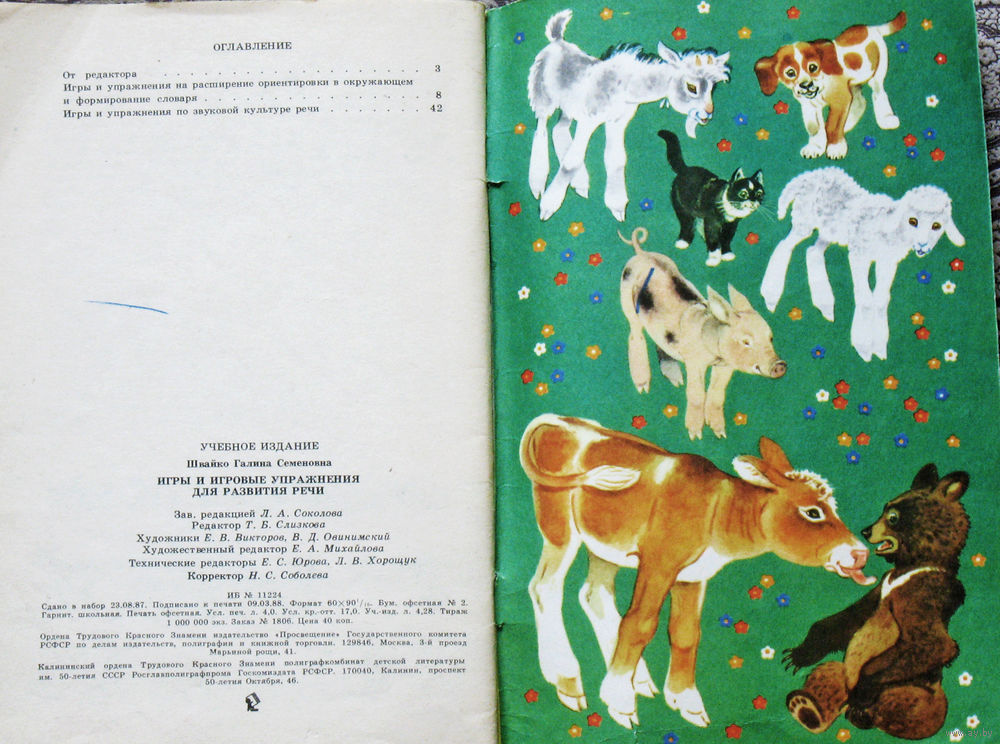 ОГЛАВЛЕНИЕ
От редактора . . . . . . . . . . . . . . . . . . . 3
Игры и упражнения на расширение ориентировки в окружающем
и формирование словаря . . . . . . . . . . . . . . . 8
Игры и упражнения по звуковой культуре речи . . . . . . . 42
УЧЕБНОЕ ИЗДАНИЕ
Швайко Галина Семеновна
ИГРЫ И ИГРОВЫЕ УПРАЖНЕНИЯ
ДЛЯ РАЗВИТИЯ РЕЧИ
Зав. редакцией Л. А. Соколова
Редактор Т. Б. Слизкова
Художники Е. В. Викторов, В. Д. Овинимский
Художественный редактор Е. А. Михайлова
Технические редакторы Е. С. Юрова, Л. В. Хорощук
Корректор Н. С. Соболева
ИБ № 11224
Сдано в набор 23.08.87. Подписано к печати 09.03.88. Формат 60×90¹/₁₆. Бум. офсетная № 2.
Гарнит. школьная. Печать офсетная. Усл. печ. л. 4,0. Усл. кр.-отт. 17,0. Уч.-изд. л. 4,28. Тираж
1 000 000 экз. Заказ № 1806. Цена 40 коп.
Ордена Трудового Красного Знамени издательство «Просвещение» Государственного комитета
РСФСР по делам издательств, полиграфии и книжной торговли. 129846, Москва, 3-й проезд
Марьиной рощи, 41.
Калининский ордена Трудового Красного Знамени полиграфкомбинат детской литературы
им. 50-летия СССР Росглавполиграфпрома Госкомиздата РСФСР. 170040, Калинин, проспект
50-летия Октября, 46.
www.ay.by